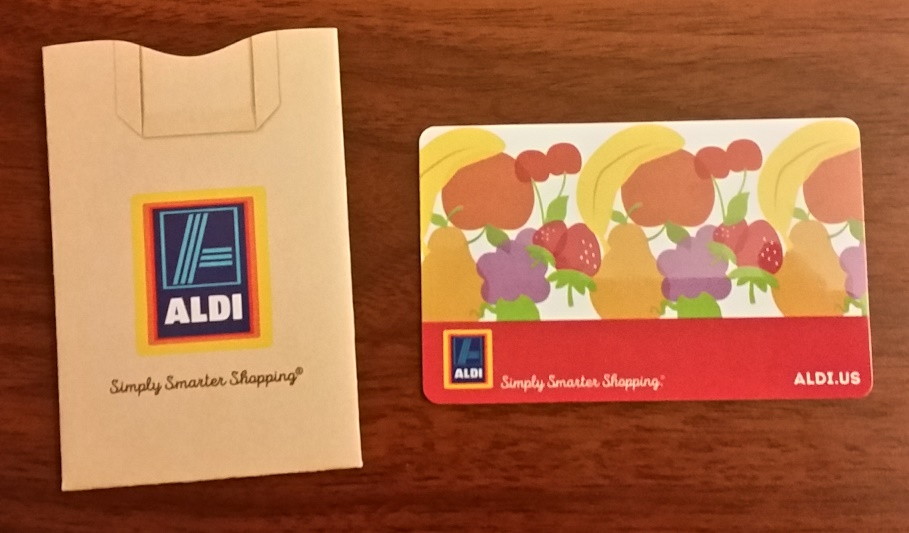 ALDI
Simply Smarter Shopping®
ALDI
Simply Smarter Shopping.®
ALDI.US